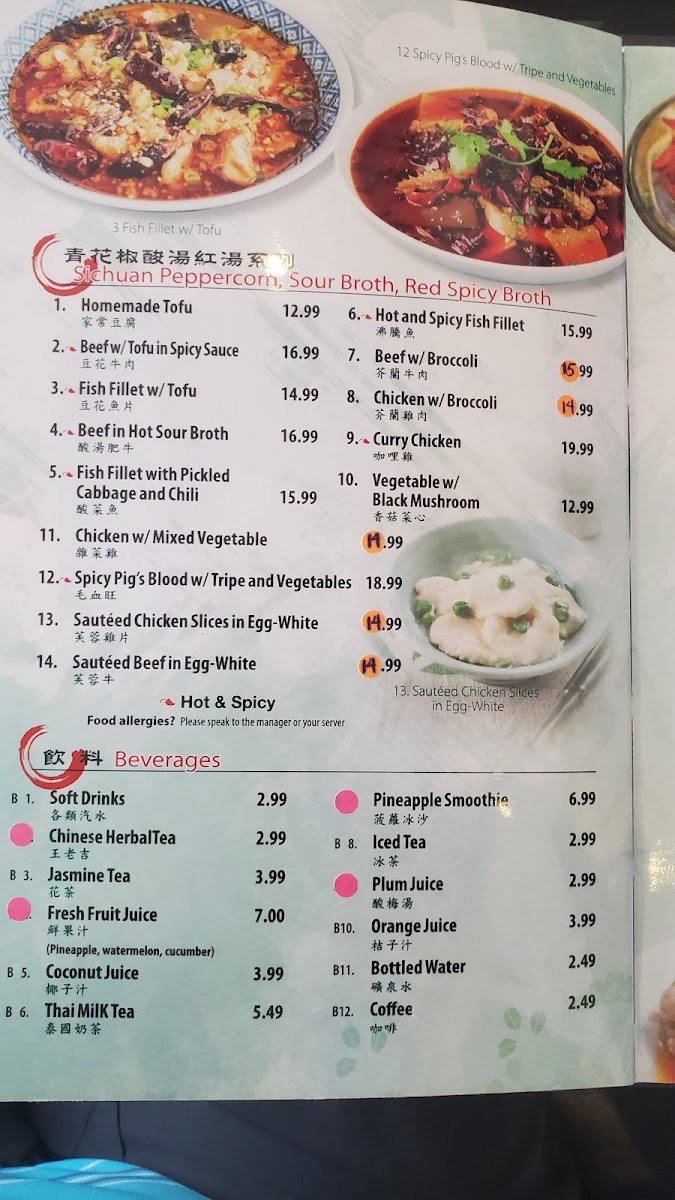 12 Spicy Pig's Blood w/ Tripe and Vegetables
3 Fish Fillet w/ Tofu
青花椒酸湯紅湯系列
Sichuan Peppercorn, Sour Broth, Red Spicy Broth
1. Homemade Tofu 12.99
家常豆腐
2. Beef w/ Tofu in Spicy Sauce 16.99
豆花牛肉
3. Fish Fillet w/ Tofu 14.99
豆花魚片
4. Beef in Hot Sour Broth 16.99
酸湯肥牛
5. Fish Fillet with Pickled
Cabbage and Chili 15.99
酸菜魚
6. Hot and Spicy Fish Fillet 15.99
沸騰魚
7. Beef w/ Broccoli 15.99
芥蘭牛肉
8. Chicken w/ Broccoli 14.99
芥蘭雞肉
9. Curry Chicken 19.99
咖哩雞
10. Vegetable w/
Black Mushroom 12.99
香菇菜心
11. Chicken w/ Mixed Vegetable 14.99
雜菜雞
12. Spicy Pig's Blood w/ Tripe and Vegetables 18.99
毛血旺
13. Sautéed Chicken Slices in Egg-White 14.99
芙蓉雞片
14. Sautéed Beef in Egg-White 14.99
芙蓉牛
13. Sautéed Chicken Slices
in Egg-White
Hot & Spicy
Food allergies? Please speak to the manager or your server
飲料 Beverages
B 1. Soft Drinks 2.99
各類汽水
Chinese HerbalTea 2.99
王老吉
B 3. Jasmine Tea 3.99
花茶
Fresh Fruit Juice 7.00
鮮果汁
(Pineapple, watermelon, cucumber)
B 5. Coconut Juice 3.99
椰子汁
B 6. Thai MilK Tea 5.49
泰國奶茶
Pineapple Smoothie 6.99
菠蘿冰沙
B 8. Iced Tea 2.99
冰茶
Plum Juice 2.99
酸梅湯
B10. Orange Juice 3.99
桔子汁
B11. Bottled Water 2.49
礦泉水
B12. Coffee 2.49
咖啡